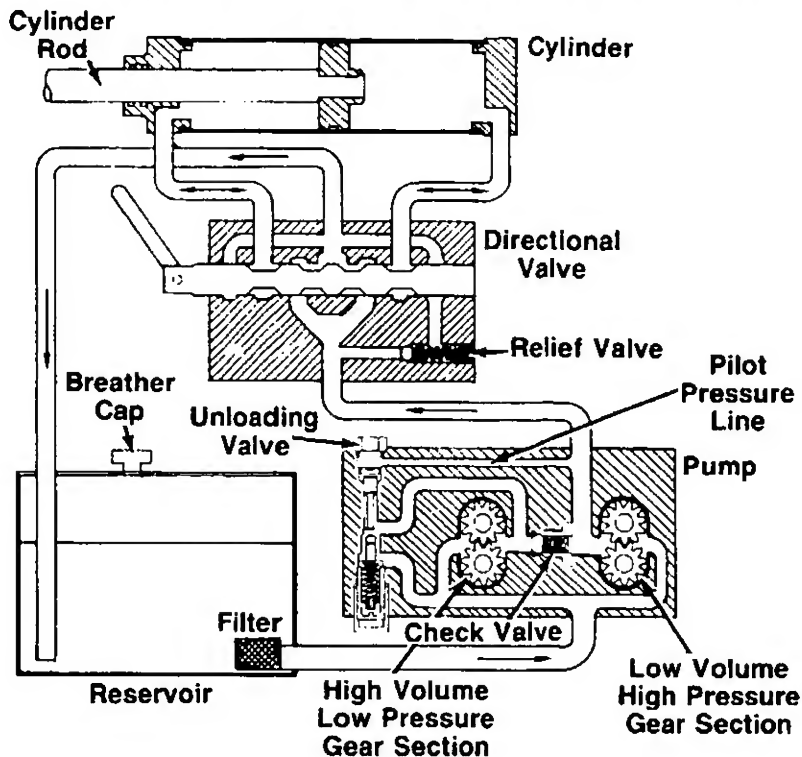 Cylinder
Rod
Cylinder
Directional
Valve
Relief Valve
Pilot
Pressure
Line
Breather
Cap
Unloading
Valve
Pump
Filter
Check Valve
Reservoir
High Volume
Low Pressure
Gear Section
Low Volume
High Pressure
Gear Section